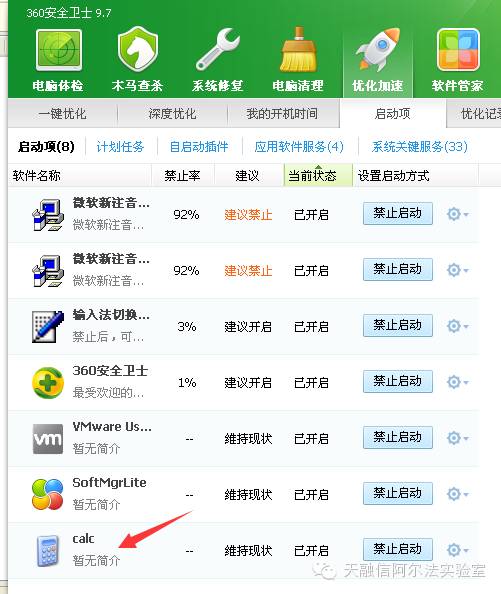 360安全卫士 9.7
电脑体检 木马查杀 系统修复 电脑清理 优化加速 软件管家
一键优化 深度优化 我的开机时间 启动项 优化记录
启动项(8) 计划任务 自启动插件 应用软件服务(4) 系统关键服务(33)
软件名称 禁止率 建议 当前状态 设置启动方式
微软新注音...
微软新注音... 92% 建议禁止 已开启 禁止启动
微软新注音...
微软新注音... 92% 建议禁止 已开启 禁止启动
输入法切换...
禁止后，可... 3% 建议开启 已开启 禁止启动
360安全卫士
最受欢迎的... 1% 建议开启 已开启 禁止启动
VMware Us...
暂无简介 -- 维持现状 已开启 禁止启动
SoftMgrLite
暂无简介 -- 维持现状 已开启 禁止启动
calc
暂无简介 -- 维持现状 已开启 禁止启动
天融信阿尔法实验室